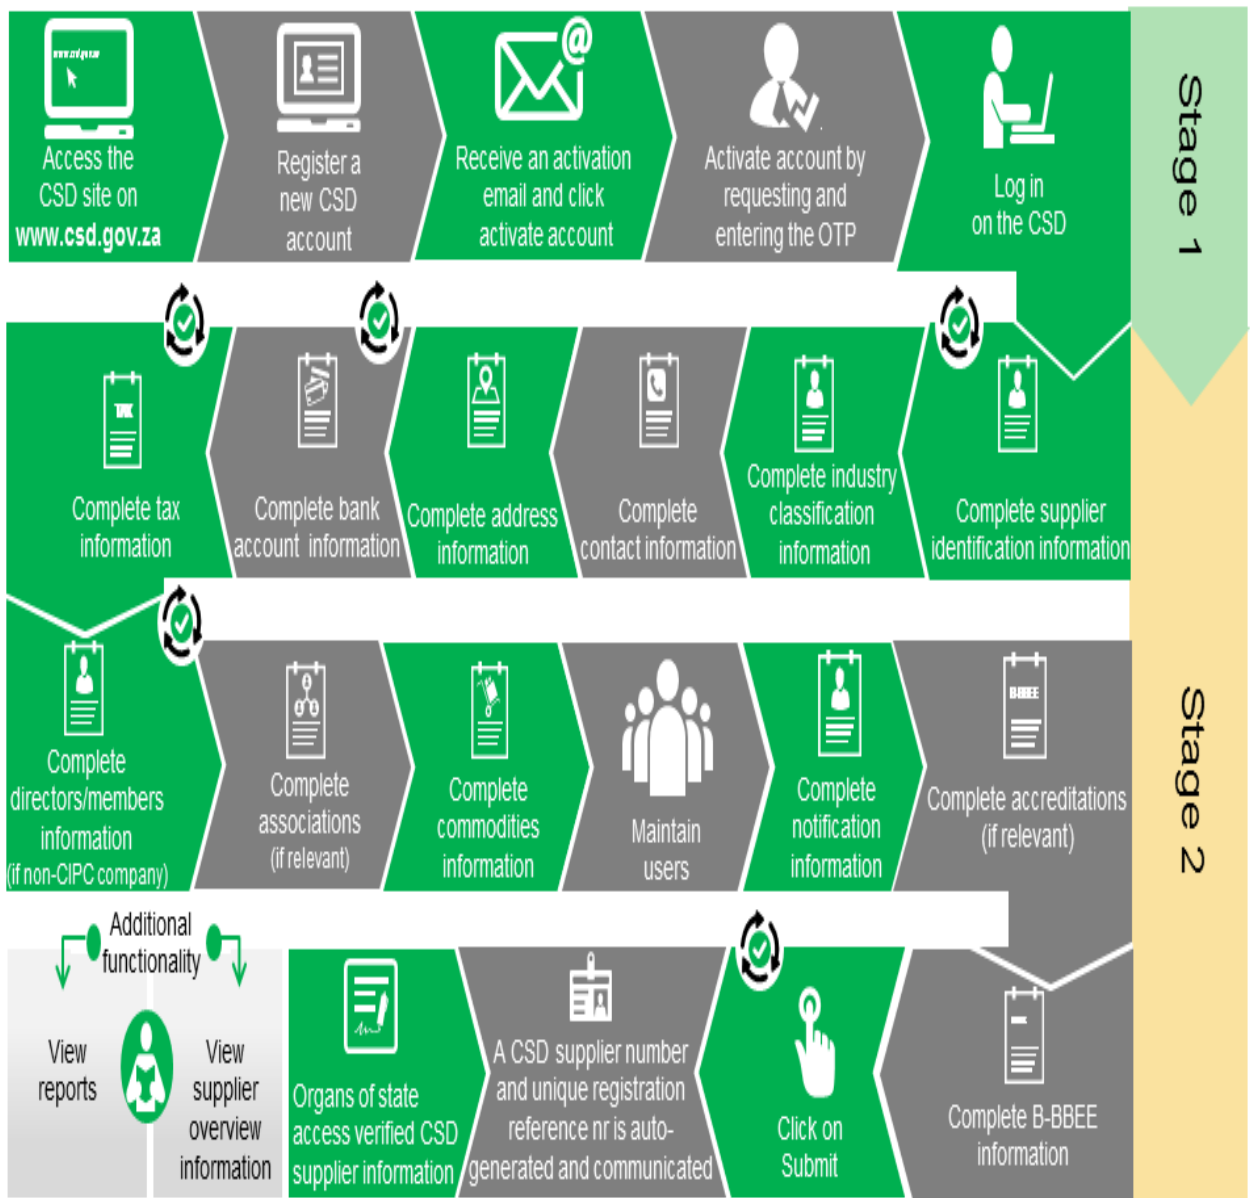 www.csd.gov.za
Access the
CSD site on
www.csd.gov.za
Register a
new CSD
account
Receive an activation
email and click
activate account
Activate account by
requesting and
entering the OTP
Log in
on the CSD
Stage 1
Complete supplier
identification information
Complete industry
classification
information
Complete
contact information
Complete address
information
Complete bank
account information
TAX
Complete tax
information
Complete
directors/members
information
(if non-CIPC company)
Complete
associations
(if relevant)
Complete
commodities
information
Maintain
users
Complete
notification
information
B-BBEE
Complete accreditations
(if relevant)
Stage 2
Complete B-BBEE
information
Click on
Submit
A CSD supplier number
and unique registration
reference nr is auto-
generated and communicated
Organs of state
access verified CSD
supplier information
Additional
functionality
View
reports
View
supplier
overview
information